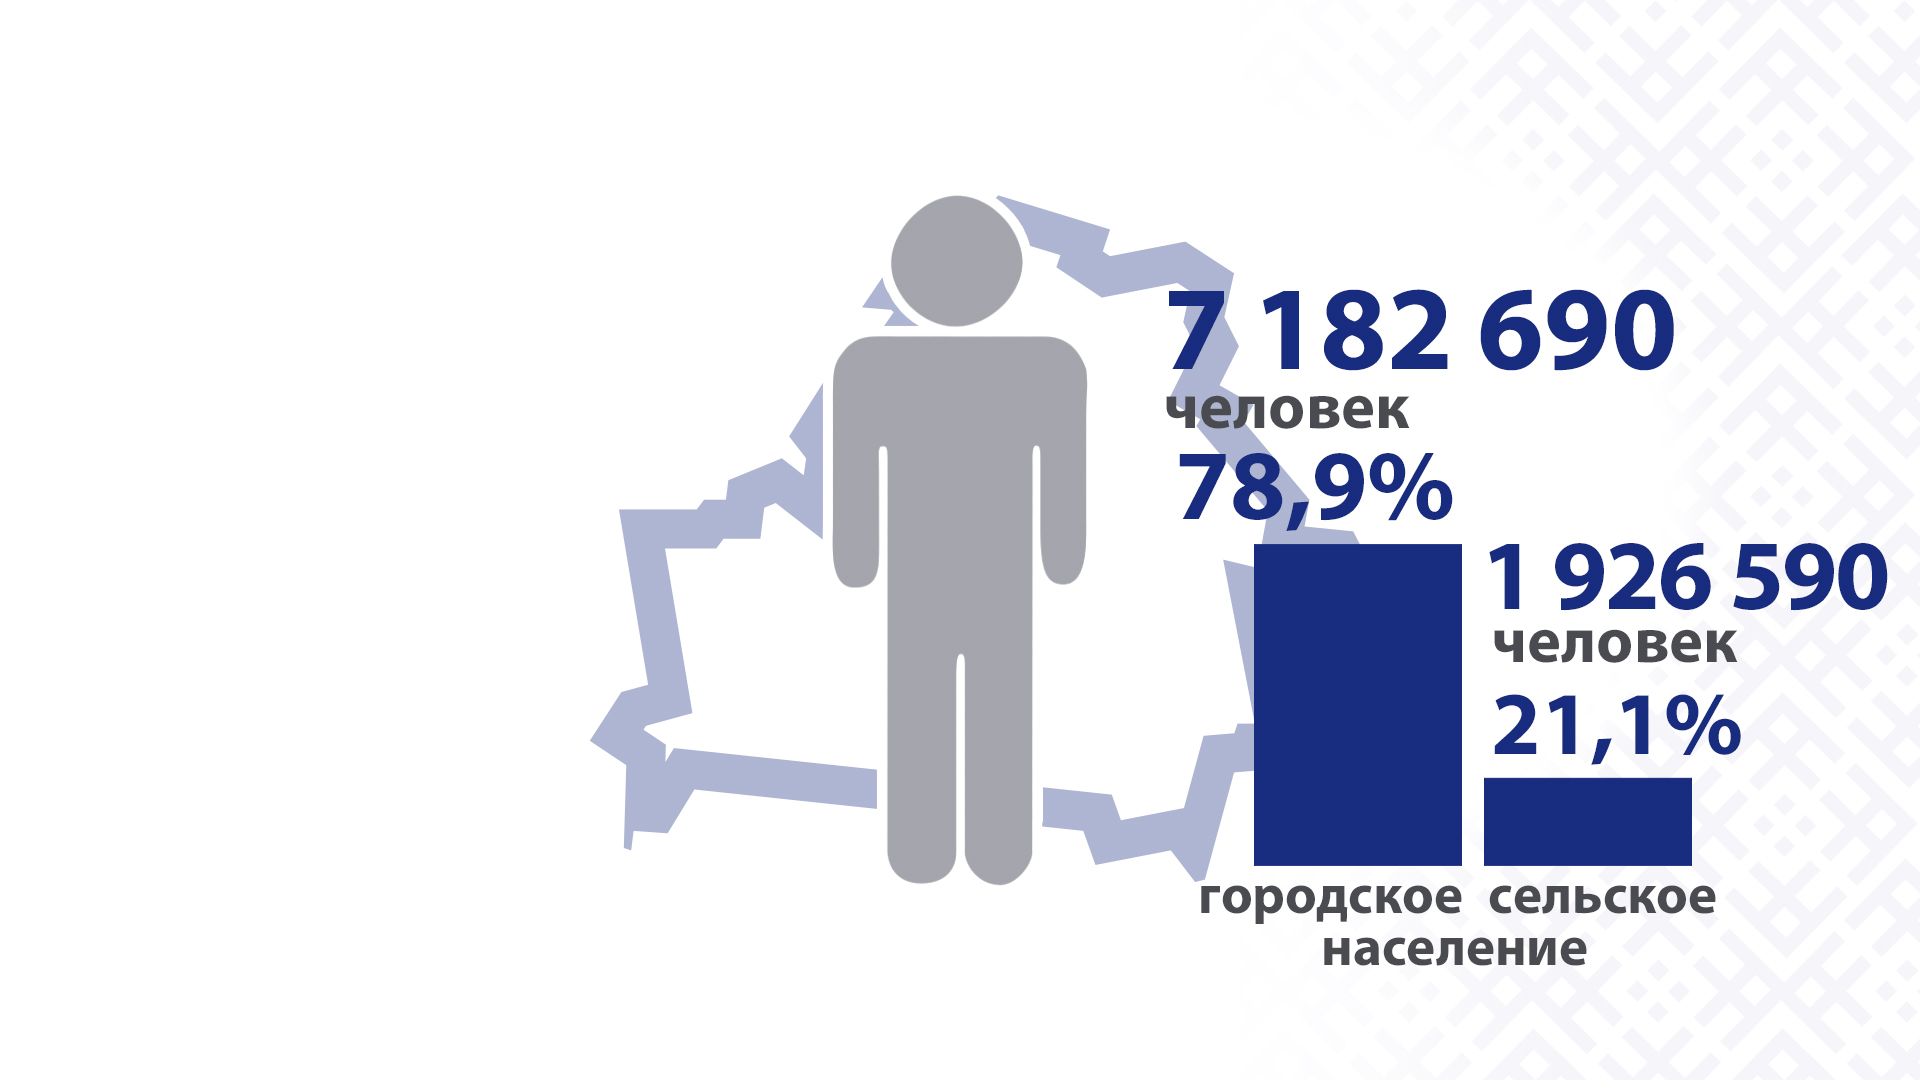 7 182 690
человек
78,9%
1 926 590
человек
21,1%
городское сельское
население